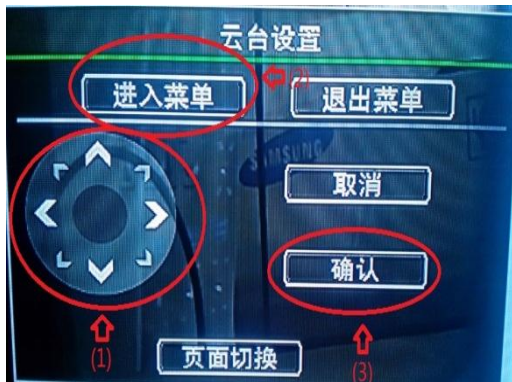 云台设置
进入菜单
(2)
退出菜单
SAMSUNG
取消
确认
(1)
页面切换
(3)